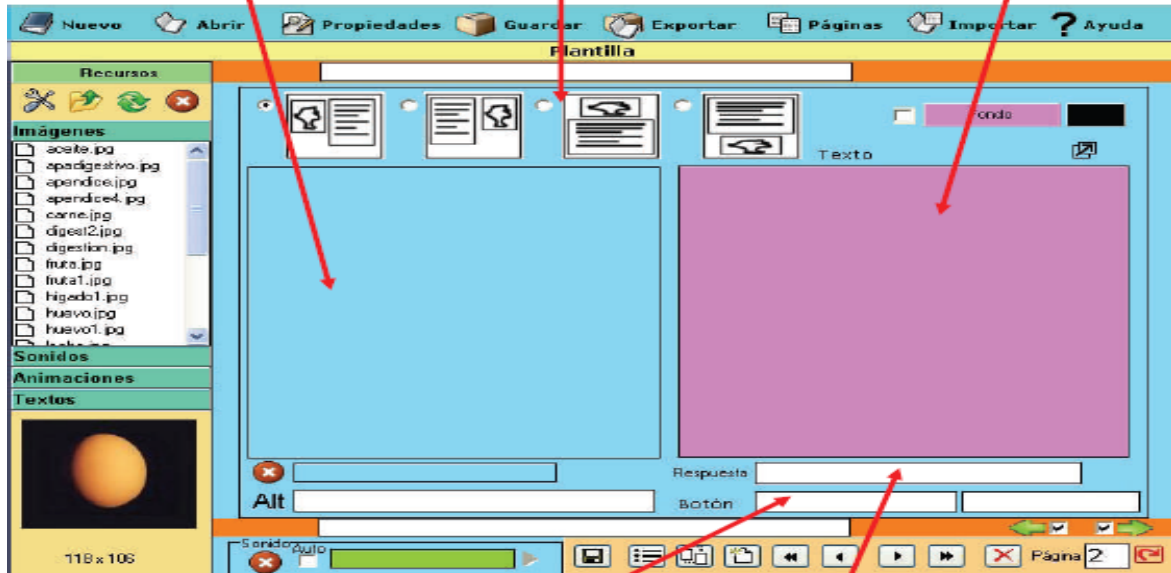 Nuevo Abrir Propiedades Guardar Exportar Páginas Importar ? Ayuda
Plantilla
Recursos
Imágenes
aceite.jpg
apadigestivo.jpg
apendice.jpg
apendice4.jpg
carne.jpg
digest2.jpg
digestion.jpg
fruta.jpg
fruta1.jpg
higado1.jpg
huevo.jpg
huevo1.jpg
Sonidos
Animaciones
Textos
118 x 106
Fondo
Texto
Respuesta
Alt
Botón
Sonido
Auto
Página 2